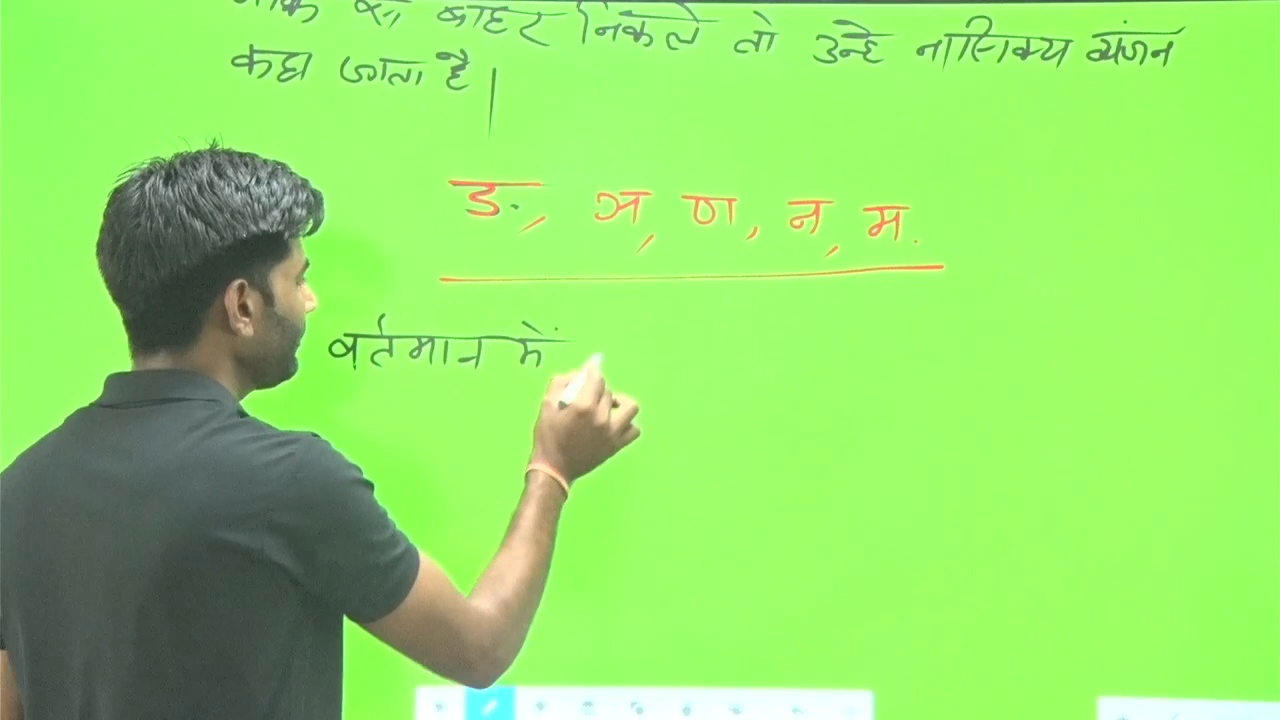 नाक से बाहर निकले तो उन्हे नासिक्य व्यंजन
कहा जाता है।
ङ, ञ, ण, न, म.
वर्तमान में